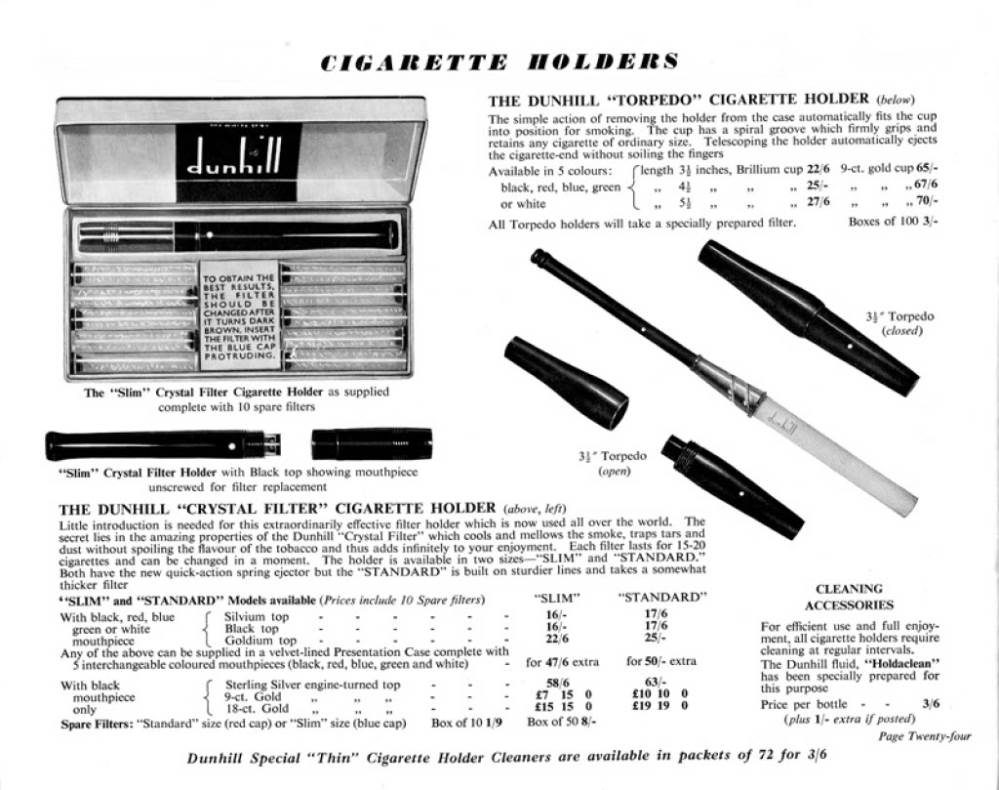 CIGARETTE HOLDERS
dunhill
TO OBTAIN THE
BEST RESULTS,
THE FILTER
SHOULD BE
CHANGED AFTER
IT TURNS DARK
BROWN. INSERT
THE FILTER WITH
THE BLUE CAP
PROTRUDING.
The "Slim" Crystal Filter Cigarette Holder as supplied
complete with 10 spare filters
"Slim" Crystal Filter Holder with Black top showing mouthpiece
unscrewed for filter replacement
THE DUNHILL "TORPEDO" CIGARETTE HOLDER (below)
The simple action of removing the holder from the case automatically fits the cup
into position for smoking. The cup has a spiral groove which firmly grips and
retains any cigarette of ordinary size. Telescoping the holder automatically ejects
the cigarette-end without soiling the fingers
Available in 5 colours: length 3½ inches, Brillium cup 22/6 9-ct. gold cup 65/-
black, red, blue, green { ,, 4½ ,, ,, ,, 25/- ,, ,, ,, 67/6
or white ,, 5½ ,, ,, ,, 27/6 ,, ,, ,, 70/-
All Torpedo holders will take a specially prepared filter. Boxes of 100 3/-
3½" Torpedo
(closed)
3½" Torpedo
(open)
dunhill
THE DUNHILL "CRYSTAL FILTER" CIGARETTE HOLDER (above, left)
Little introduction is needed for this extraordinarily effective filter holder which is now used all over the world. The
secret lies in the amazing properties of the Dunhill "Crystal Filter" which cools and mellows the smoke, traps tars and
dust without spoiling the flavour of the tobacco and thus adds infinitely to your enjoyment. Each filter lasts for 15-20
cigarettes and can be changed in a moment. The holder is available in two sizes—"SLIM" and "STANDARD."
Both have the new quick-action spring ejector but the "STANDARD" is built on sturdier lines and takes a somewhat
thicker filter
"SLIM" and "STANDARD" Models available (Prices include 10 Spare filters) "SLIM" "STANDARD"
With black, red, blue { Silvium top - - - - - - 16/- 17/6
green or white Black top - - - - - - 16/- 17/6
mouthpiece Goldium top - - - - - - 22/6 25/-
Any of the above can be supplied in a velvet-lined Presentation Case complete with
5 interchangeable coloured mouthpieces (black, red, blue, green and white) - for 47/6 extra for 50/- extra
With black { Sterling Silver engine-turned top - - - 58/6 63/-
mouthpiece 9-ct. Gold ,, ,, - - - £7 15 0 £10 10 0
only 18-ct. Gold ,, ,, - - - £15 15 0 £19 19 0
Spare Filters: "Standard" size (red cap) or "Slim" size (blue cap) Box of 10 1/9 Box of 50 8/-
CLEANING
ACCESSORIES
For efficient use and full enjoy-
ment, all cigarette holders require
cleaning at regular intervals.
The Dunhill fluid, "Holdaclean"
has been specially prepared for
this purpose
Price per bottle - - 3/6
(plus 1/- extra if posted)
Page Twenty-four
Dunhill Special "Thin" Cigarette Holder Cleaners are available in packets of 72 for 3/6